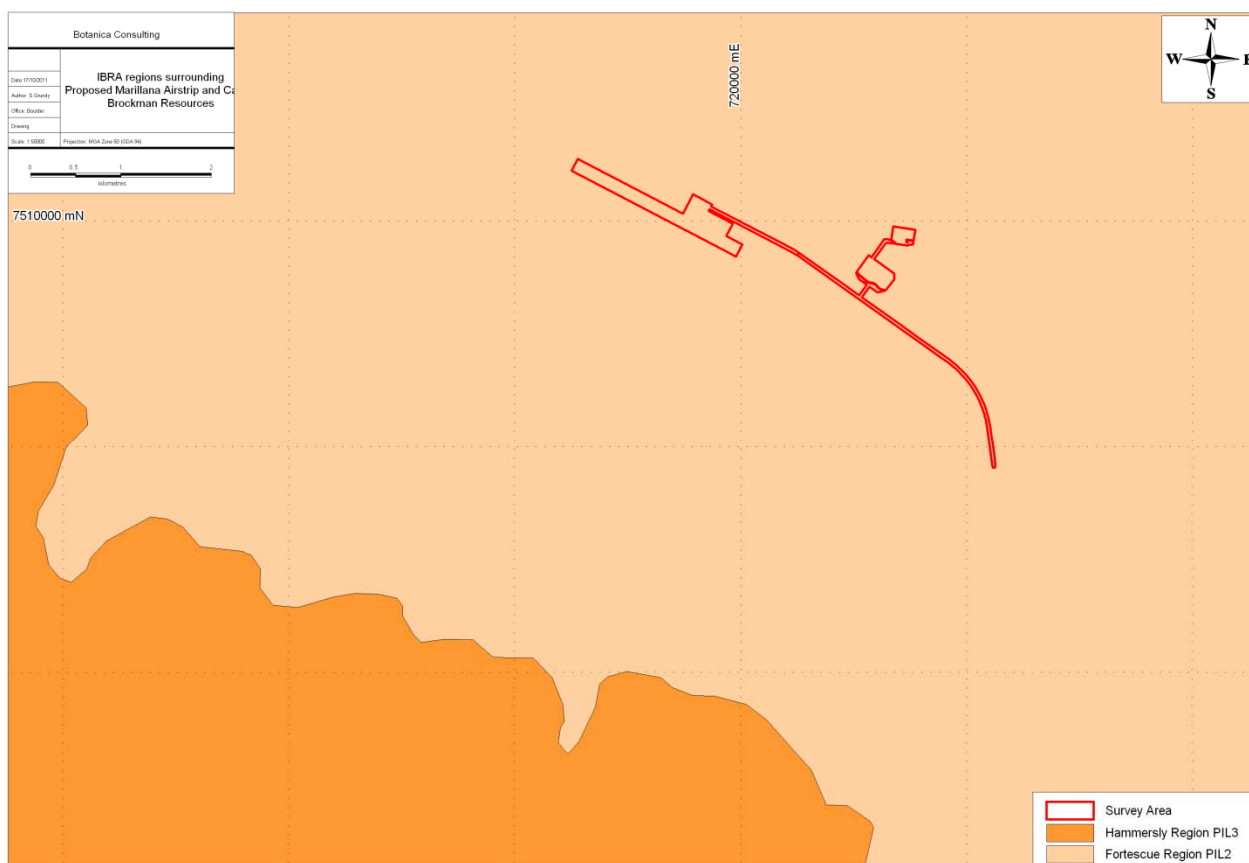 Botanica Consulting
Date:17/10/2011
Author: S.Grundy
Office: Boulder
Drawing:
Scale: 1:50000
IBRA regions surrounding
Proposed Marillana Airstrip and Ca
Brockman Resources
Projection: MGA Zone 50 (GDA 94)
0 0.5 1 2
kilometres
720000 mE
N
W E
S
7510000 mN
Survey Area
Hammersly Region PIL3
Fortescue Region PIL2